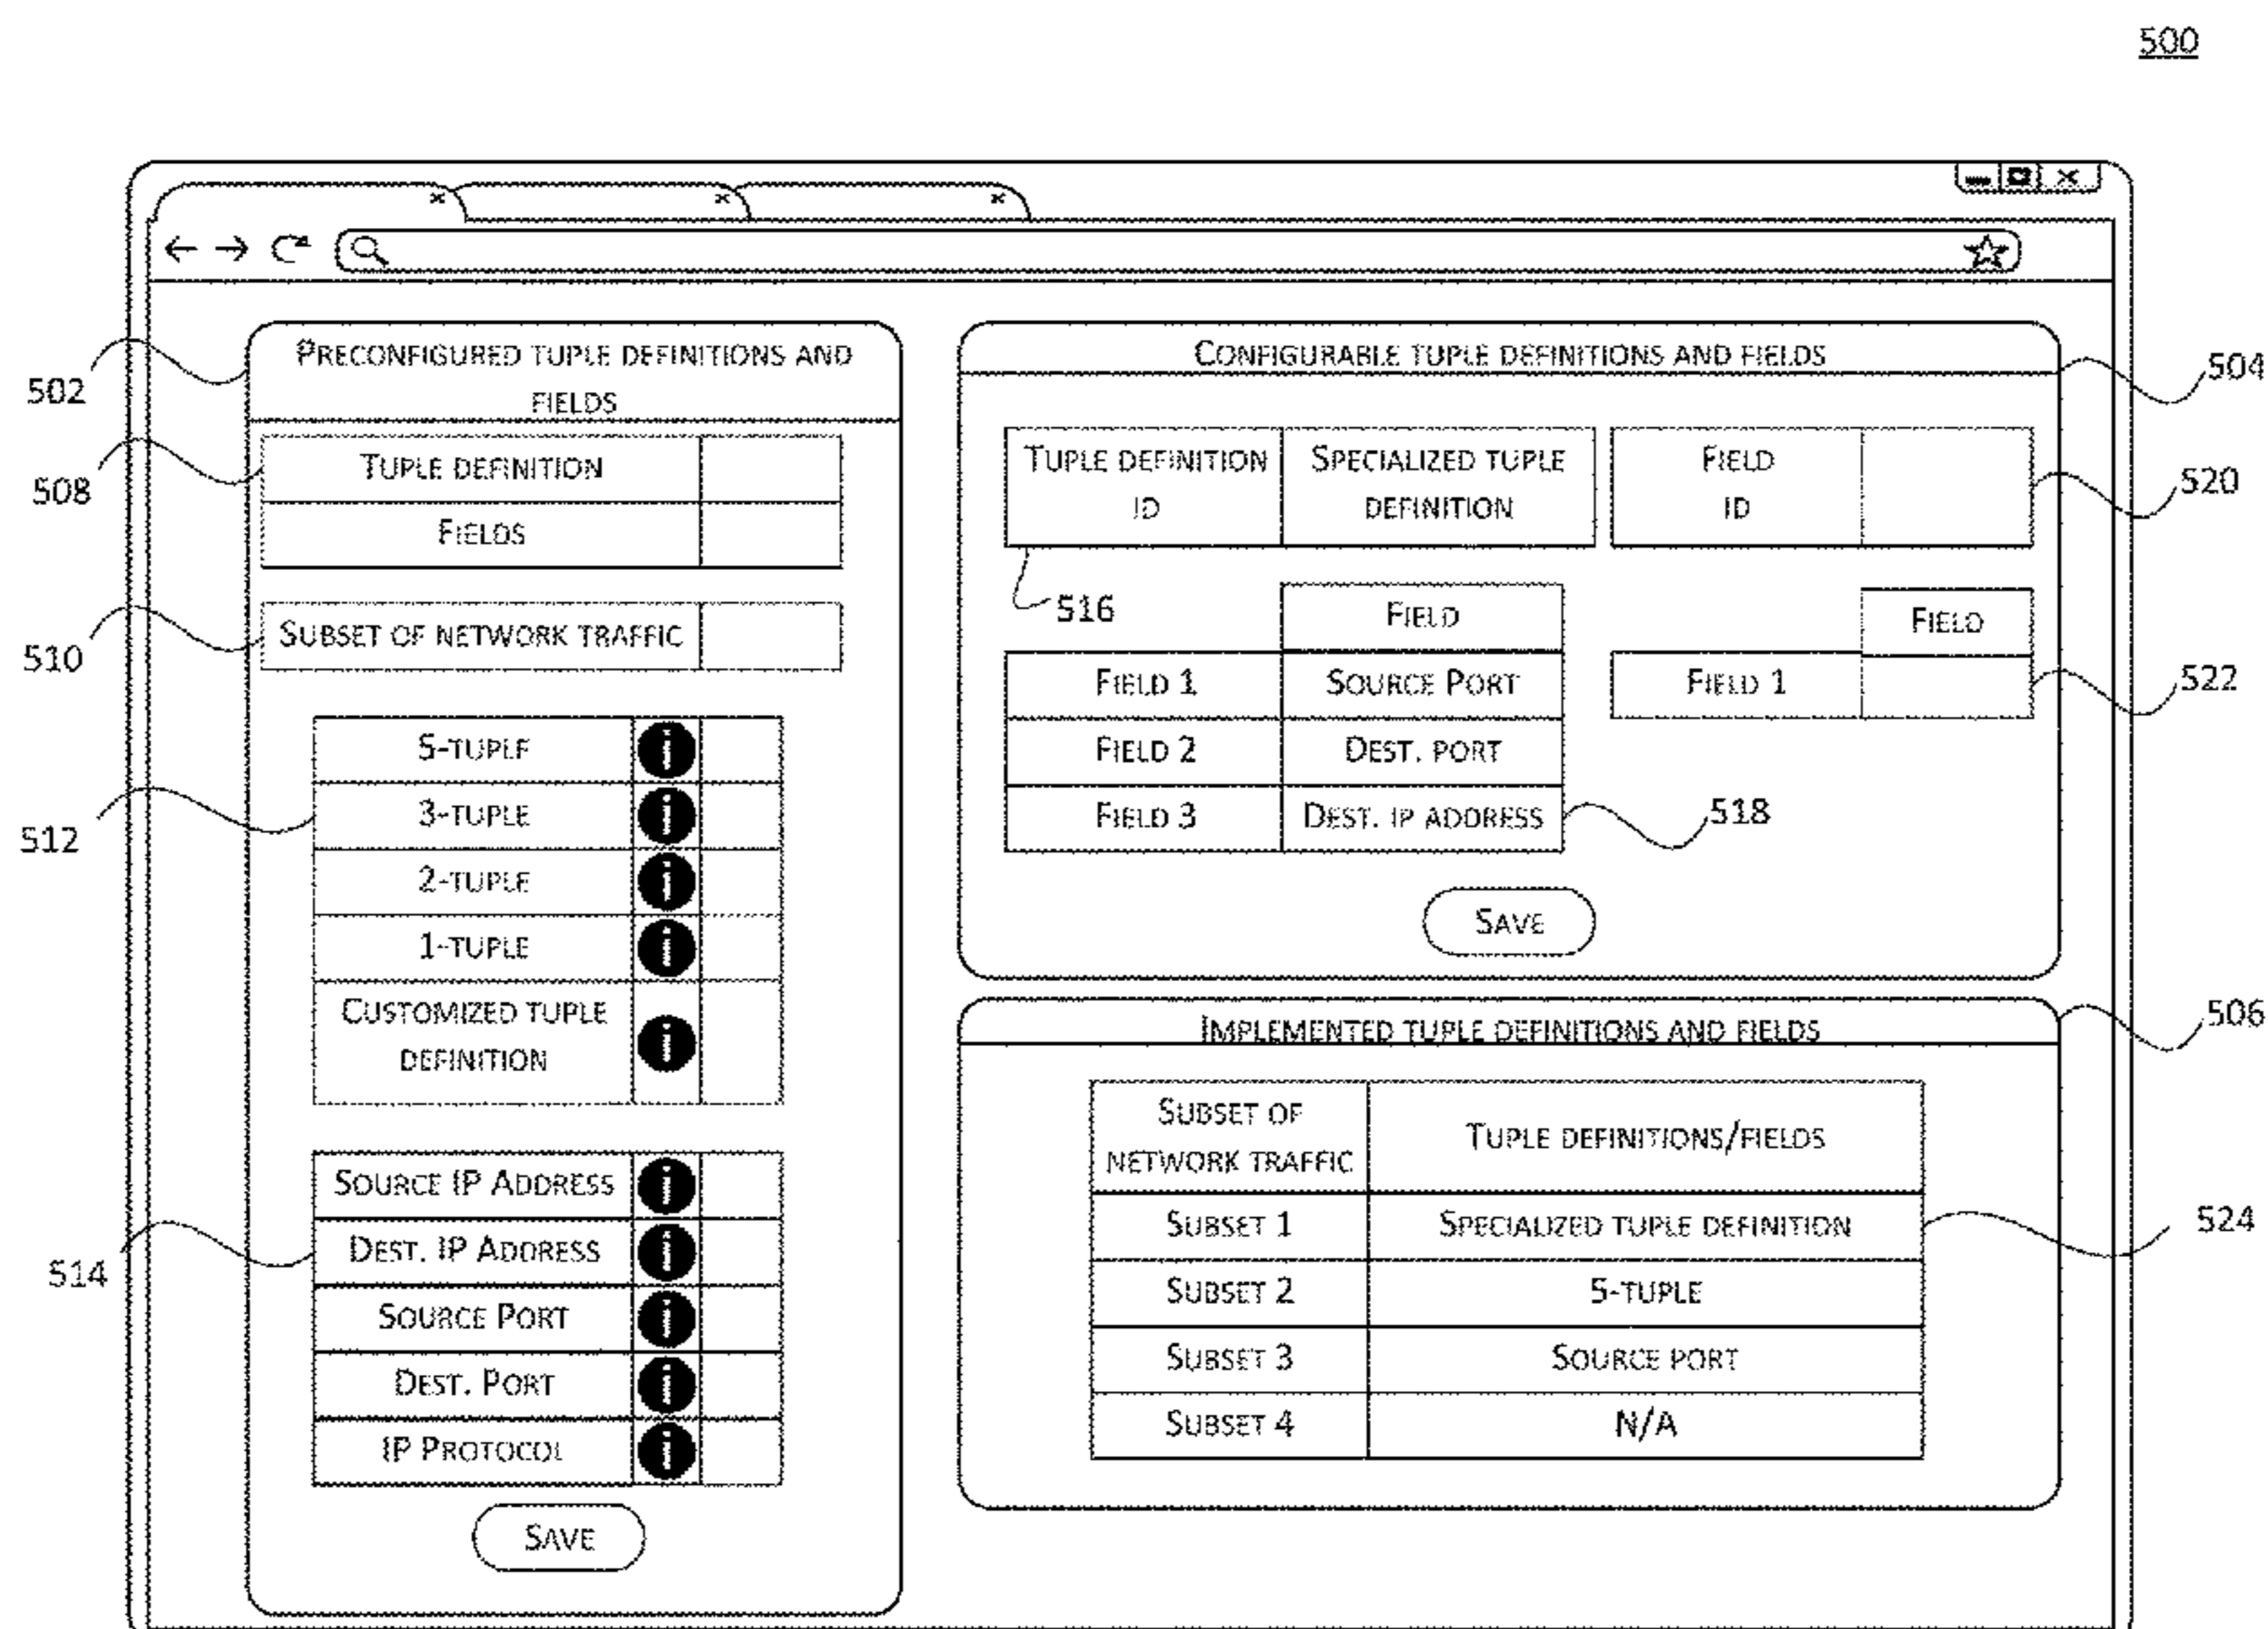 500
PRECONFIGURED TUPLE DEFINITIONS AND
FIELDS
502
TUPLE DEFINITION
508
FIELDS
SUBSET OF NETWORK TRAFFIC
510
5-TUPLE
3-TUPLE
512
2-TUPLE
1-TUPLE
CUSTOMIZED TUPLE
DEFINITION
SOURCE IP ADDRESS
DEST. IP ADDRESS
514
SOURCE PORT
DEST. PORT
IP PROTOCOL
SAVE
CONFIGURABLE TUPLE DEFINITIONS AND FIELDS
504
TUPLE DEFINITION
ID
SPECIALIZED TUPLE
DEFINITION
FIELD
ID
520
516
FIELD
FIELD
FIELD 1 SOURCE PORT
FIELD 1
522
FIELD 2 DEST. PORT
FIELD 3 DEST. IP ADDRESS
518
SAVE
506
IMPLEMENTED TUPLE DEFINITIONS AND FIELDS
SUBSET OF
NETWORK TRAFFIC
TUPLE DEFINITIONS/FIELDS
SUBSET 1 SPECIALIZED TUPLE DEFINITION
524
SUBSET 2 5-TUPLE
SUBSET 3 SOURCE PORT
SUBSET 4 N/A